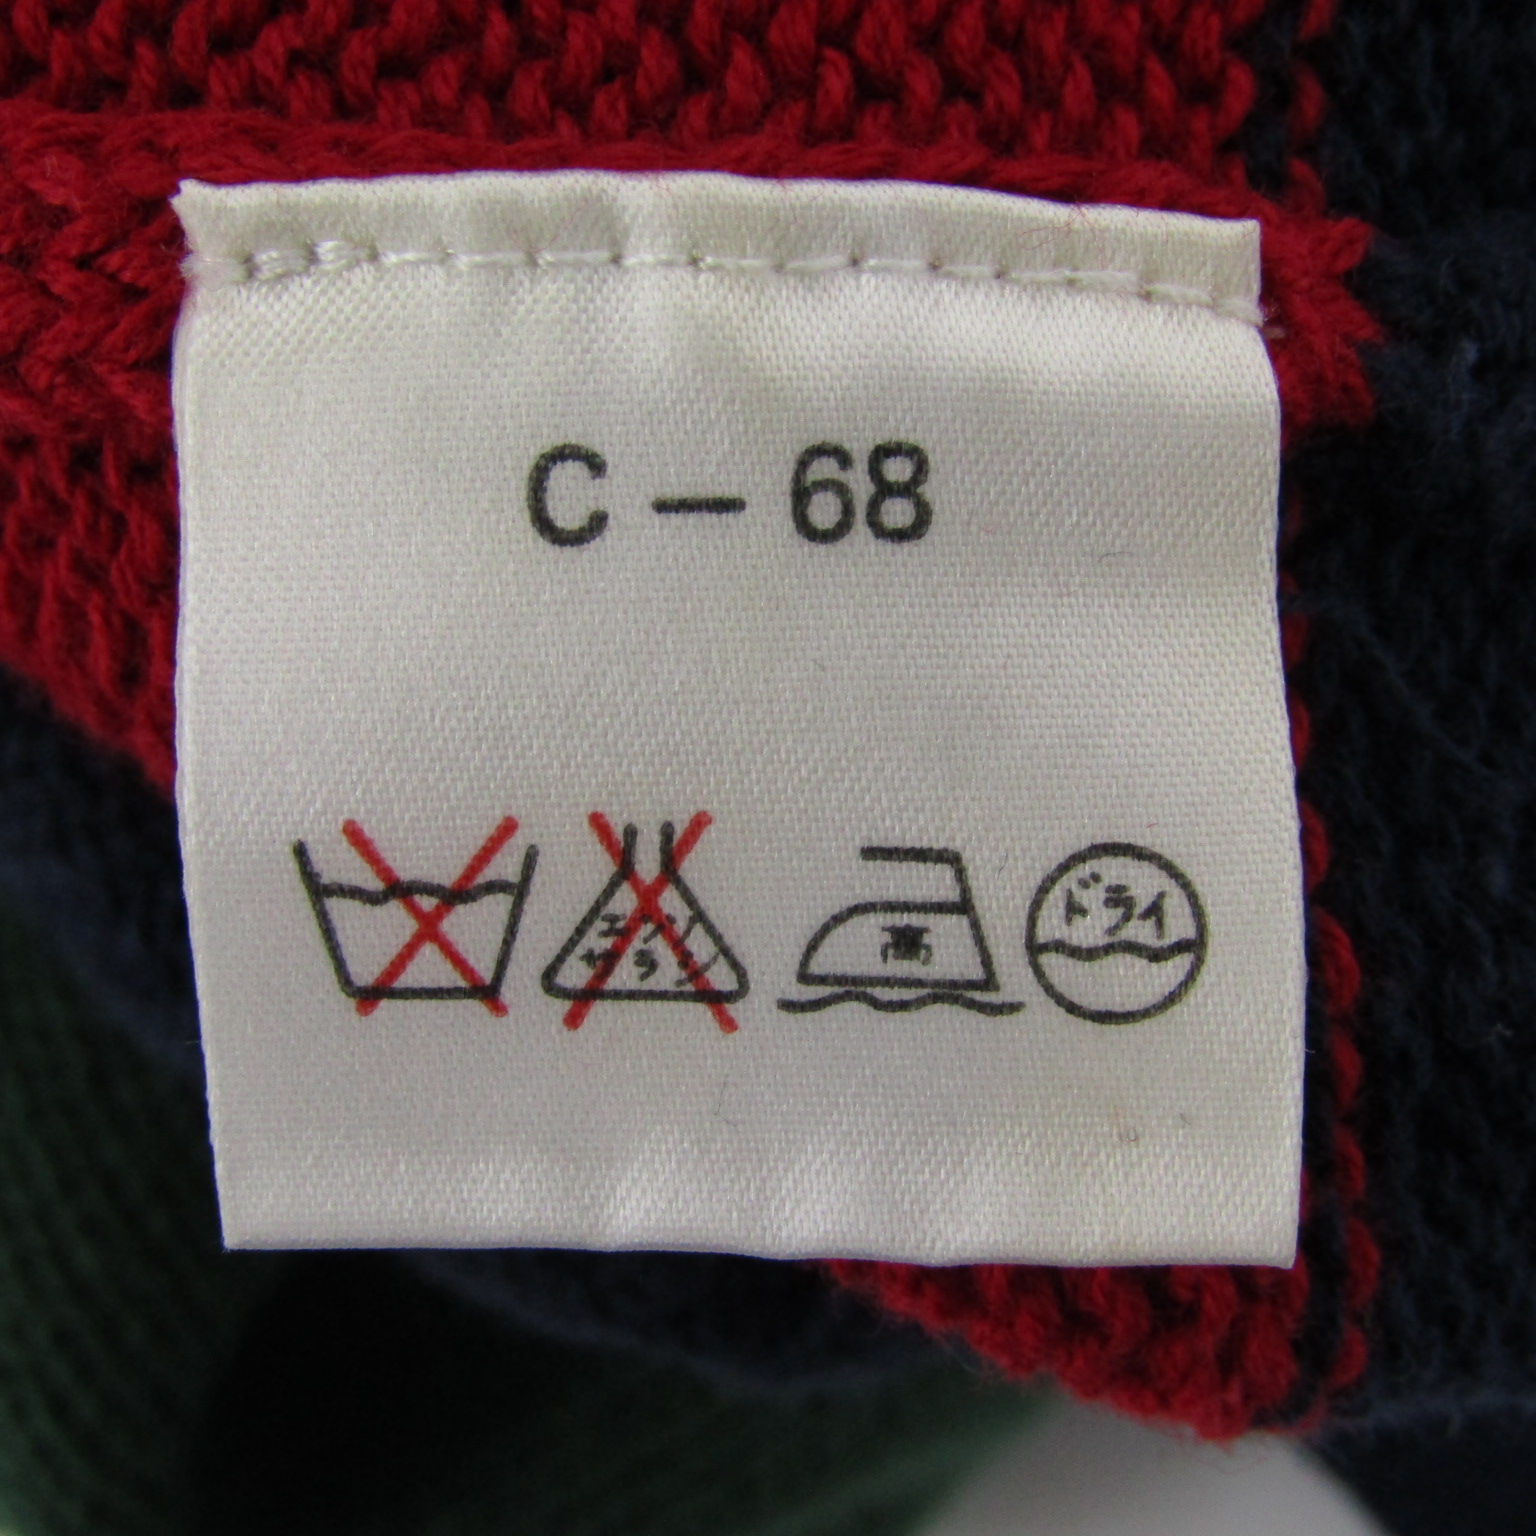 C – 68
エンソ
サラシ
高
ドライ